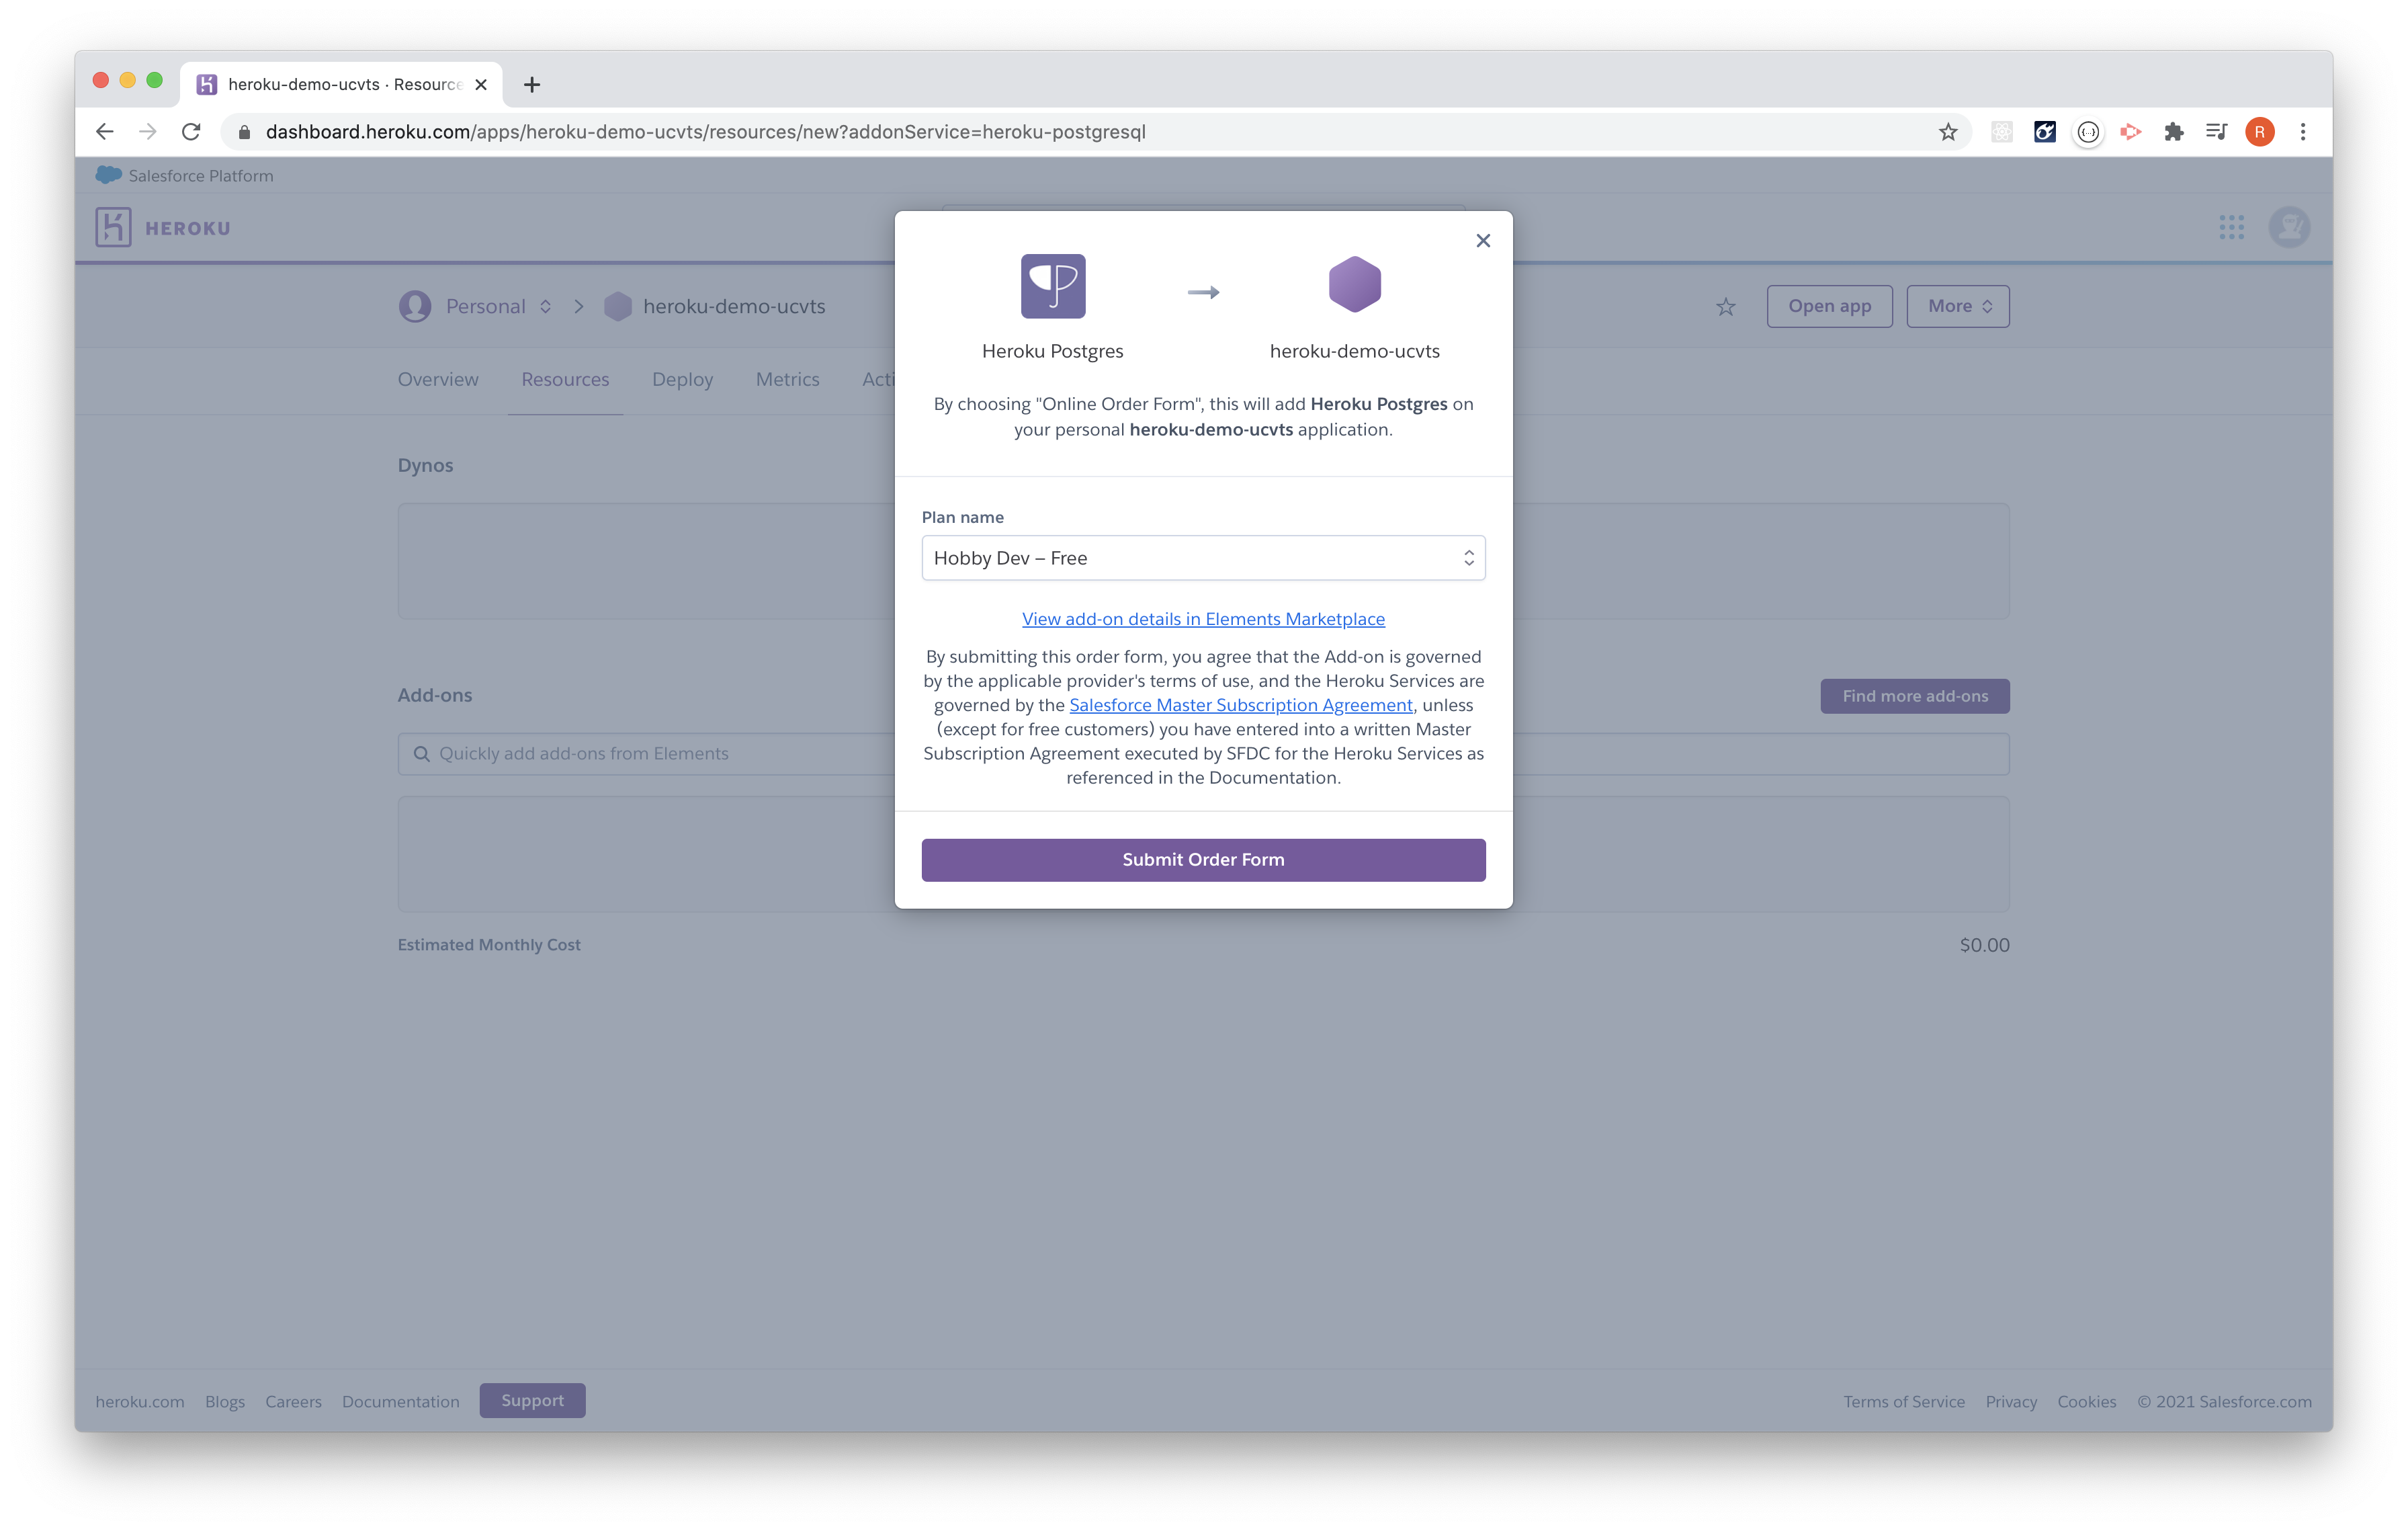 heroku-demo-ucvts · Resource
dashboard.heroku.com/apps/heroku-demo-ucvts/resources/new?addonService=heroku-postgresql
R
Salesforce Platform
HEROKU
Personal
heroku-demo-ucvts
Open app
More
Overview
Resources
Deploy
Metrics
Acti
Heroku Postgres
heroku-demo-ucvts
By choosing "Online Order Form", this will add Heroku Postgres on
your personal heroku-demo-ucvts application.
Dynos
Plan name
Hobby Dev – Free
View add-on details in Elements Marketplace
By submitting this order form, you agree that the Add-on is governed
by the applicable provider's terms of use, and the Heroku Services are
governed by the Salesforce Master Subscription Agreement, unless
(except for free customers) you have entered into a written Master
Subscription Agreement executed by SFDC for the Heroku Services as
referenced in the Documentation.
Submit Order Form
Add-ons
Find more add-ons
Quickly add add-ons from Elements
Estimated Monthly Cost
$0.00
heroku.com
Blogs
Careers
Documentation
Support
Terms of Service
Privacy
Cookies
© 2021 Salesforce.com